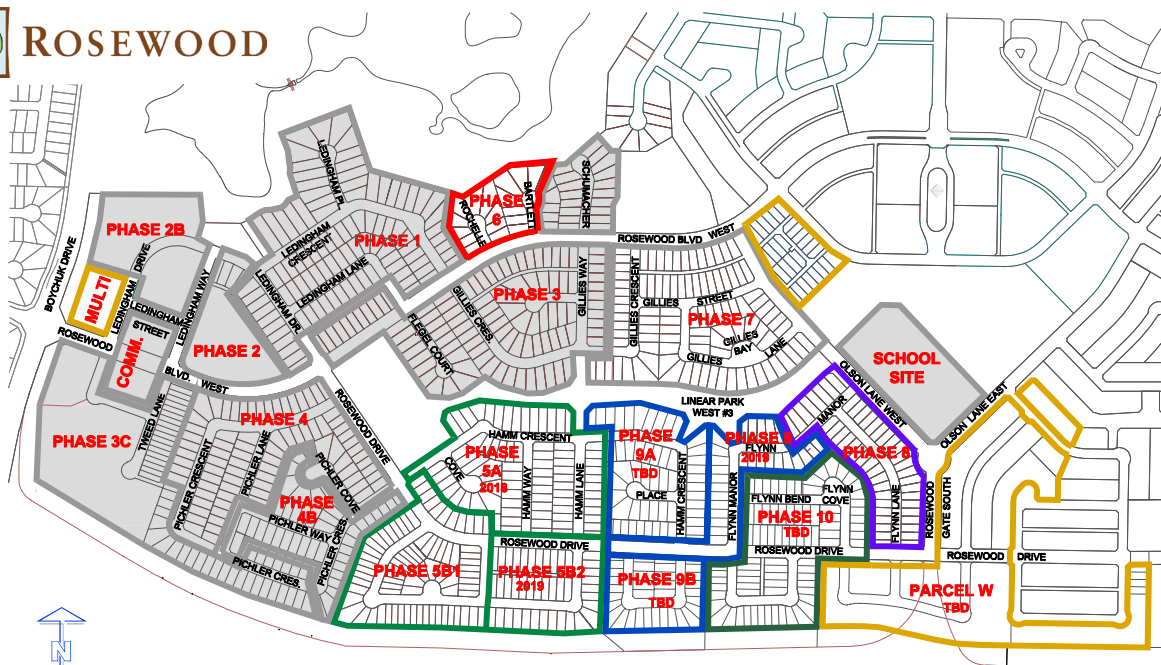 ROSEWOOD
LEDINGHAM PL.
SCHUMACHER
PHASE
6
BARTLETT
ROCHELLE
PHASE 2B
LEDINGHAM
CRESCENT
PHASE 1
ROSEWOOD BLVD WEST
BOYCHUK DRIVE
LEDINGHAM DRIVE
LEDINGHAM WAY
LEDINGHAM LANE
MULTI
LEDINGHAM
STREET
LEDINGHAM DR.
GILLIES CRES.
PHASE 3
GILLIES WAY
GILLIES CRESCENT
GILLIES STREET
PHASE 7
GILLIES
BAY
GILLIES LANE
ROSEWOOD
BLVD. WEST
COMM.
PHASE 2
FLEGEL COURT
SCHOOL
SITE
OLSON LANE WEST
OLSON LANE EAST
PHASE 3C
TWEED LANE
PHASE 4
ROSEWOOD DRIVE
LINEAR PARK
WEST #3
MANOR
PICHLER CRESCENT
PICHLER LANE
PICHLER COVE
PHASE
4B
PICHLER WAY
PICHLER CRES.
PICHLER CRES.
HAMM CRESCENT
PHASE
5A
2018
COVE
HAMM WAY
HAMM LANE
PHASE
9A
TBD
PLACE
HAMM CRESCENT
FLYNN
2019
FLYNN MANOR
PHASE 8
FLYNN BEND
FLYNN
COVE
PHASE 10
TBD
FLYNN LANE
ROSEWOOD
GATE SOUTH
ROSEWOOD DRIVE
ROSEWOOD DRIVE
ROSEWOOD DRIVE
PHASE 5B1
PHASE 5B2
2019
PHASE 9B
TBD
PARCEL W
TBD
N